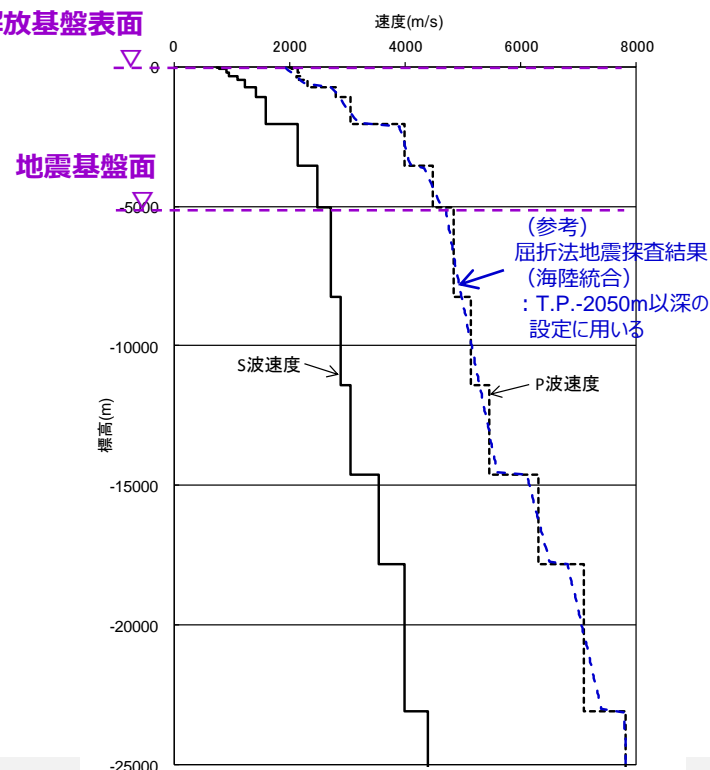 放基盤表面
速度(m/s)
0 2000 4000 6000 8000
▽
0
地震基盤面
▽
-5000
（参考）
屈折法地震探査結果
（海陸統合）
：T.P.-2050m以深の
設定に用いる
-10000
S波速度
P波速度
標高(m)
-15000
-20000
-25000